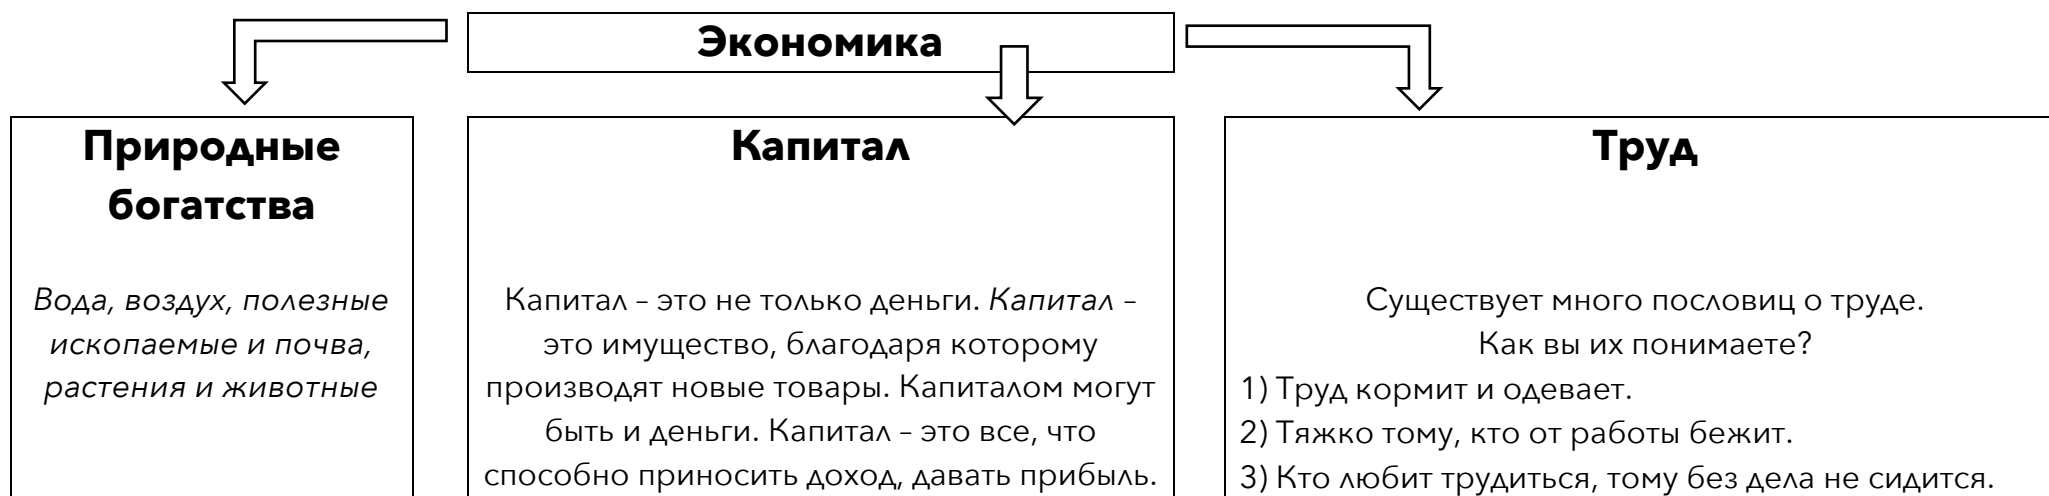 Экономика
Природные
богатства
Вода, воздух, полезные
ископаемые и почва,
растения и животные
Капитал
Капитал – это не только деньги. Капитал –
это имущество, благодаря которому
производят новые товары. Капиталом могут
быть и деньги. Капитал – это все, что
способно приносить доход, давать прибыль.
Труд
Существует много пословиц о труде.
Как вы их понимаете?
1) Труд кормит и одевает.
2) Тяжко тому, кто от работы бежит.
3) Кто любит трудиться, тому без дела не сидится.